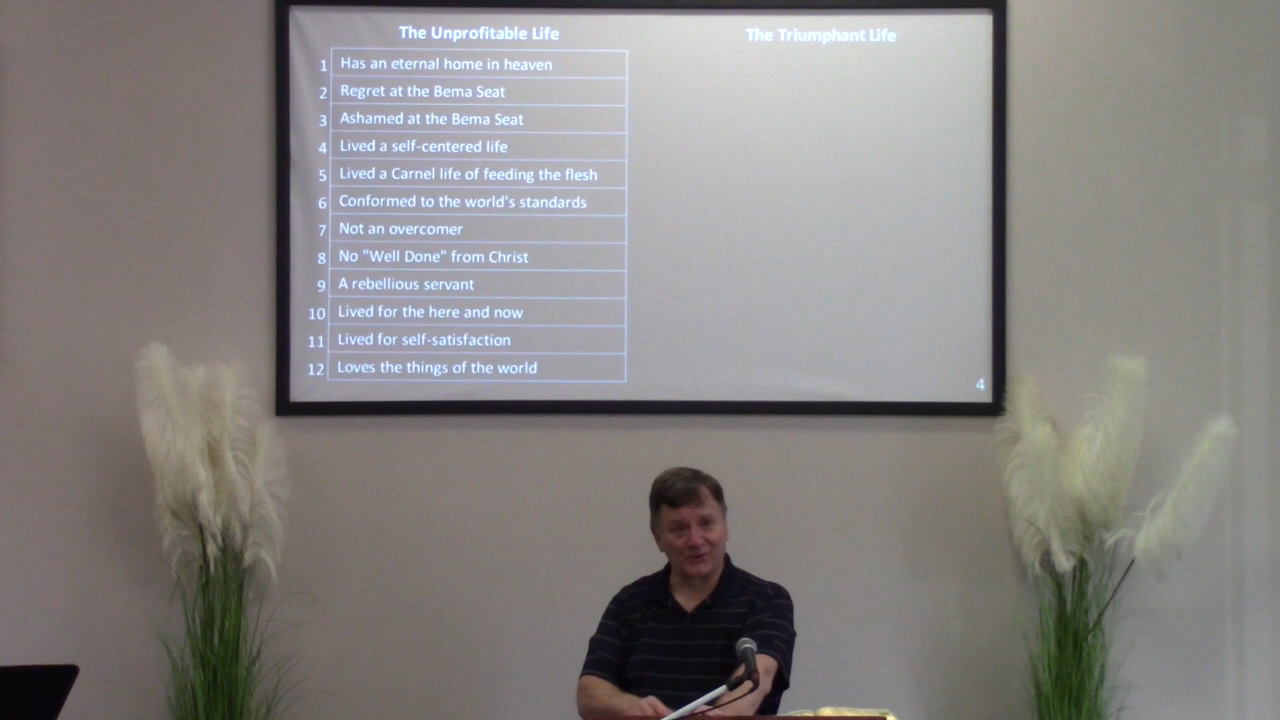 The Unprofitable Life
The Triumphant Life
1 Has an eternal home in heaven
2 Regret at the Bema Seat
3 Ashamed at the Bema Seat
4 Lived a self-centered life
5 Lived a Carnel life of feeding the flesh
6 Conformed to the world's standards
7 Not an overcomer
8 No "Well Done" from Christ
9 A rebellious servant
10 Lived for the here and now
11 Lived for self-satisfaction
12 Loves the things of the world
4